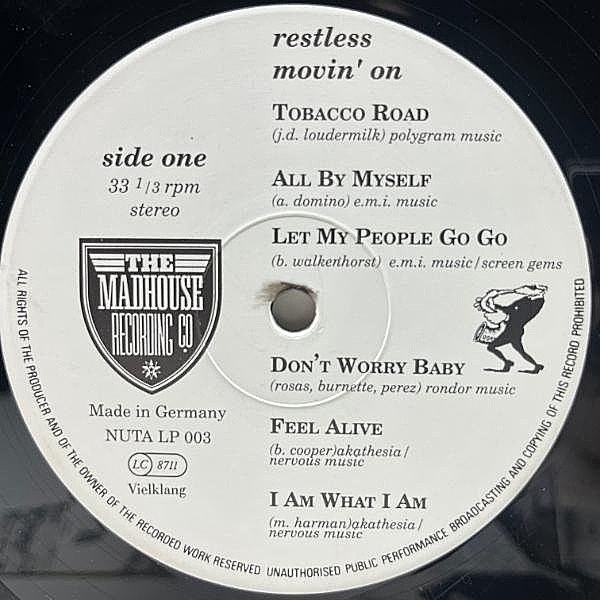 restless
movin' on
side one
33 1/3 rpm
stereo
THE
MADHOUSE
RECORDING CO
Made in Germany
NUTA LP 003
LC 8711
Vielklang
TOBACCO ROAD
(j.d. loudermilk) polygram music
ALL BY MYSELF
(a. domino) e.m.i. music
LET MY PEOPLE GO GO
(b. walkenhorst) e.m.i. music/screen gems
DON'T WORRY BABY
(rosas, burnette, perez) rondor music
FEEL ALIVE
(b. cooper)akathesia/
nervous music
I AM WHAT I AM
(m. harman)akathesia/
nervous music
ALL RIGHTS OF THE PRODUCER AND OF THE OWNER OF THE RECORDED WORK RESERVED UNAUTHORISED PUBLIC PERFORMANCE BROADCASTING AND COPYING OF THIS RECORD PROHIBITED